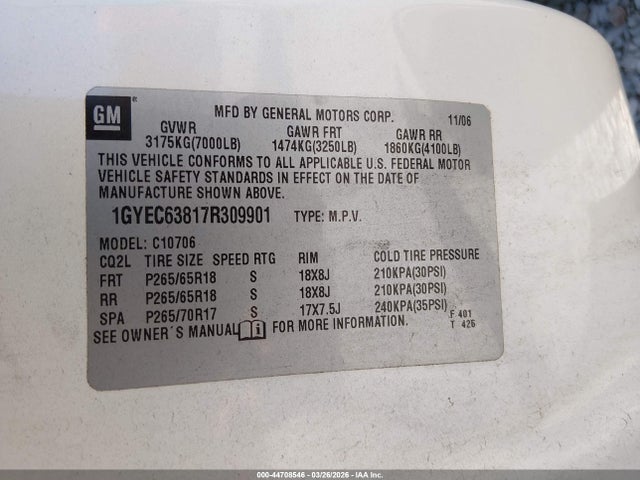 GM
®
MFD BY GENERAL MOTORS CORP. 11/06
GVWR GAWR FRT GAWR RR
3175KG(7000LB) 1474KG(3250LB) 1860KG(4100LB)
THIS VEHICLE CONFORMS TO ALL APPLICABLE U.S. FEDERAL MOTOR
VEHICLE SAFETY STANDARDS IN EFFECT ON THE DATE OF
MANUFACTURE SHOWN ABOVE.
1GYEC63817R309901 TYPE: M.P.V.
MODEL: C10706
CQ2L TIRE SIZE SPEED RTG RIM COLD TIRE PRESSURE
FRT P265/65R18 S 18X8J 210KPA(30PSI)
RR P265/65R18 S 18X8J 210KPA(30PSI)
SPA P265/70R17 S 17X7.5J 240KPA(35PSI)
SEE OWNER´S MANUAL i FOR MORE INFORMATION.
F 401
T 426
000-44708546 - 03/26/2026 - IAA Inc.